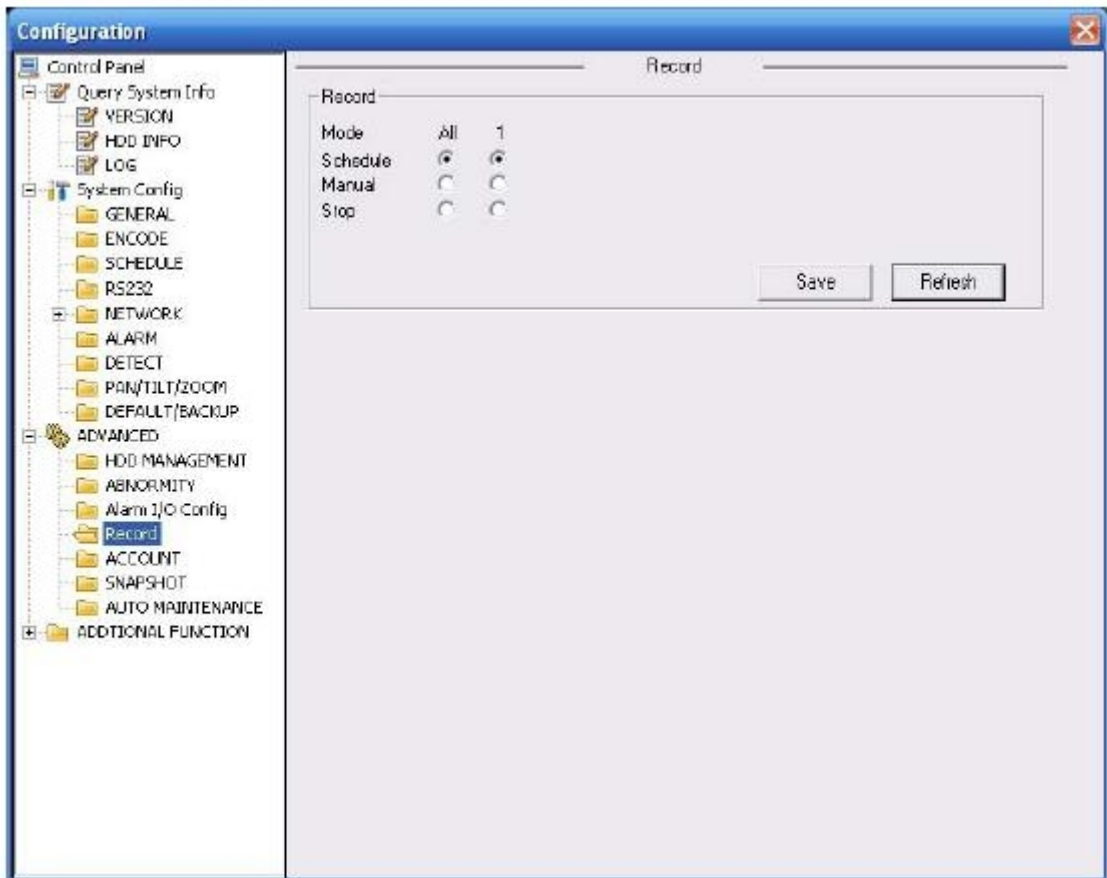 Configuration
Control Panel
Query System Info
VERSION
HDD INFO
LOG
System Config
GENERAL
ENCODE
SCHEDULE
RS232
NETWORK
ALARM
DETECT
PAN/TILT/ZOOM
DEFAULT/BACKUP
ADVANCED
HDD MANAGEMENT
ABNORMITY
Alarm I/O Config
Record
ACCOUNT
SNAPSHOT
AUTO MAINTENANCE
ADDTIONAL FUNCTION
Record
Record
Mode All 1
Schedule
Manual
Stop
Save Refresh